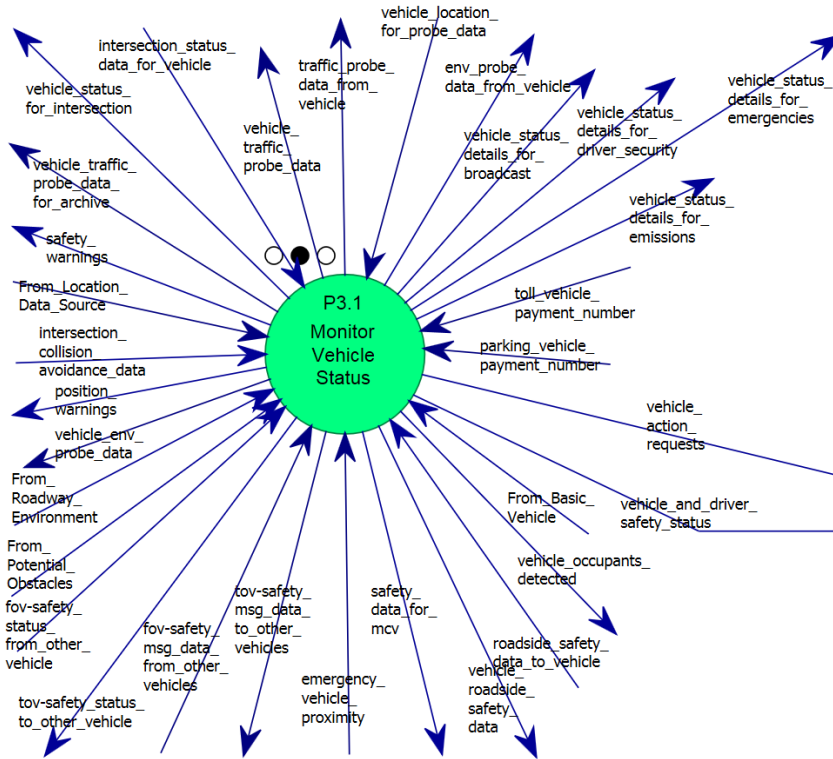 vehicle_location_
for_probe_data
intersection_status_
data_for_vehicle
traffic_probe_
data_from_
vehicle
env_probe_
data_from_vehicle
vehicle_status_
details_for_
emergencies
vehicle_status_
for_intersection
vehicle_
traffic_
probe_data
vehicle_status_
details_for_
broadcast
vehicle_status_
details_for_
driver_security
vehicle_traffic_
probe_data_
for_archive
vehicle_status_
details_for_
emissions
safety_
warnings
From_Location_
Data_Source
toll_vehicle_
payment_number
P3.1
Monitor
Vehicle
Status
intersection_
collision_
avoidance_data
parking_vehicle_
payment_number
position_
warnings
vehicle_env_
probe_data
vehicle_
action_
requests
From_
Roadway_
Environment
From_Basic_
Vehicle
vehicle_and_driver_
safety_status
From_
Potential_
Obstacles
vehicle_occupants_
detected
fov-safety_
status_
from_other_
vehicle
tov-safety_
msg_data_
to_other_
vehicles
safety_
data_for_
mcv
fov-safety_
msg_data_
from_other_
vehicles
roadside_safety_
data_to_vehicle
emergency_
vehicle_
proximity
vehicle_
roadside_
safety_
data
tov-safety_status_
to_other_vehicle